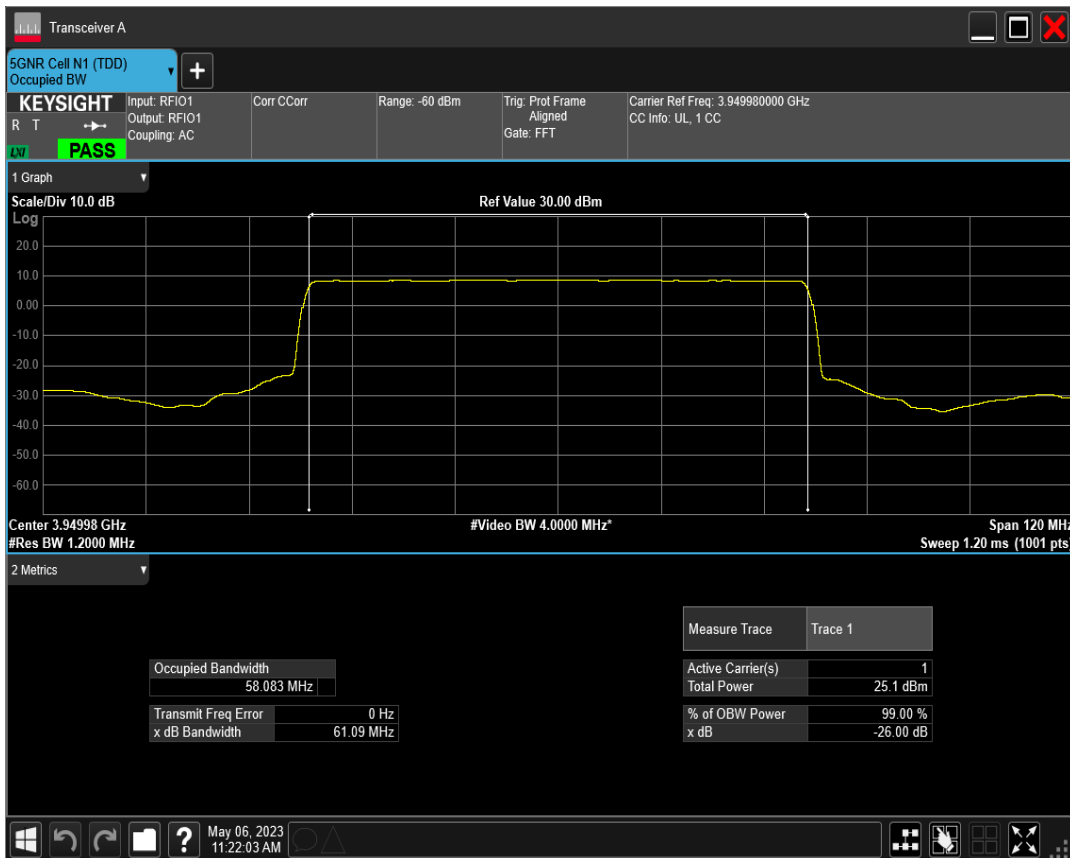 Transceiver A
5GNR Cell N1 (TDD)
Occupied BW
+
KEYSIGHT
R T
LXI
PASS
Input: RFIO1
Output: RFIO1
Coupling: AC
Corr CCorr
Range: -60 dBm
Trig: Prot Frame
Aligned
Gate: FFT
Carrier Ref Freq: 3.949980000 GHz
CC Info: UL, 1 CC
1 Graph
Scale/Div 10.0 dB
Ref Value 30.00 dBm
Log
20.0
10.0
0.00
-10.0
-20.0
-30.0
-40.0
-50.0
-60.0
Center 3.94998 GHz
#Video BW 4.0000 MHz*
Span 120 MHz
#Res BW 1.2000 MHz
Sweep 1.20 ms (1001 pts)
2 Metrics
Measure Trace Trace 1
Occupied Bandwidth
58.083 MHz
Active Carrier(s) 1
Total Power 25.1 dBm
Transmit Freq Error 0 Hz
x dB Bandwidth 61.09 MHz
% of OBW Power 99.00 %
x dB -26.00 dB
?
May 06, 2023
11:22:03 AM